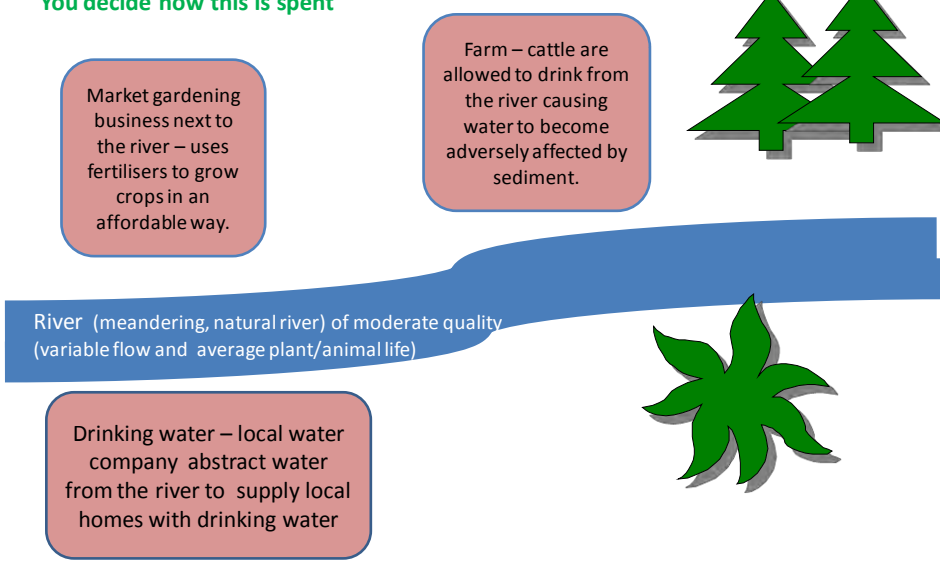 You decide how this is spent
Farm – cattle are
allowed to drink from
the river causing
water to become
adversely affected by
sediment.
Market gardening
business next to
the river – uses
fertilisers to grow
crops in an
affordable way.
River (meandering, natural river) of moderate quality
(variable flow and average plant/animal life)
Drinking water – local water
company abstract water
from the river to supply local
homes with drinking water